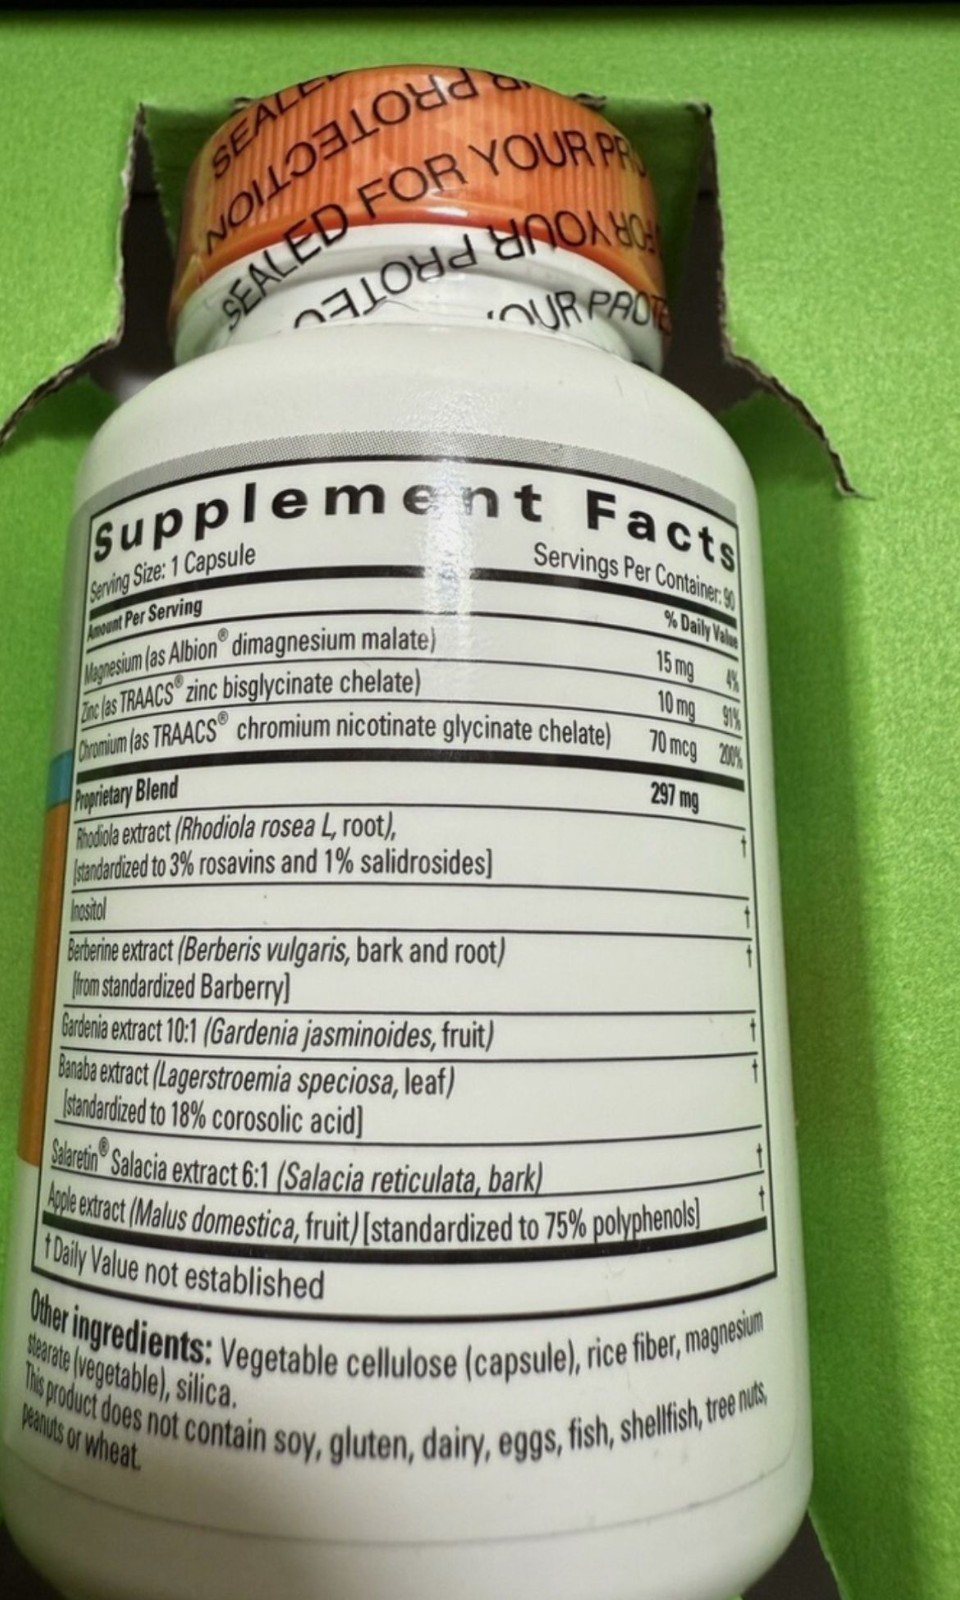 SEALED
PROTECTION
SEALED FOR YOUR PRO
FOR YOUR PROTEC
OUR PROTE
Supplement Facts
Serving Size: 1 Capsule Servings Per Container: 90
Amount Per Serving % Daily Value
Magnesium (as Albion® dimagnesium malate) 15 mg 4%
Zinc (as TRAACS® zinc bisglycinate chelate) 10 mg 91%
Chromium (as TRAACS® chromium nicotinate glycinate chelate) 70 mcg 200%
Proprietary Blend 297 mg
Rhodiola extract (Rhodiola rosea L, root), †
[standardized to 3% rosavins and 1% salidrosides]
Inositol †
Berberine extract (Berberis vulgaris, bark and root) †
[from standardized Barberry]
Gardenia extract 10:1 (Gardenia jasminoides, fruit) †
Banaba extract (Lagerstroemia speciosa, leaf) †
[standardized to 18% corosolic acid]
Salaretin® Salacia extract 6:1 (Salacia reticulata, bark) †
Apple extract (Malus domestica, fruit) [standardized to 75% polyphenols] †
† Daily Value not established
Other ingredients: Vegetable cellulose (capsule), rice fiber, magnesium
stearate (vegetable), silica.
This product does not contain soy, gluten, dairy, eggs, fish, shellfish, tree nuts,
peanuts or wheat.